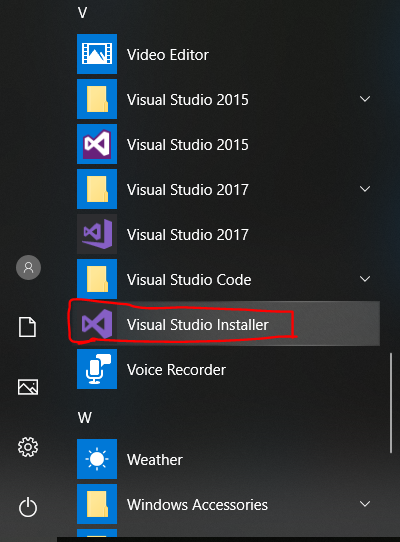 V
Video Editor
Visual Studio 2015
Visual Studio 2015
Visual Studio 2017
Visual Studio 2017
Visual Studio Code
Visual Studio Installer
Voice Recorder
W
Weather
Windows Accessories